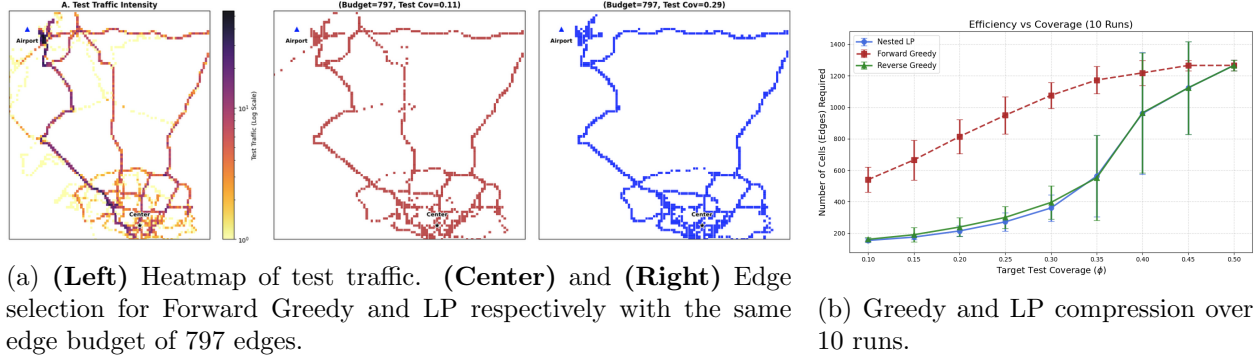 A. Test Traffic Intensity
Airport
Center
10¹
10⁰
Test Traffic (Log Scale)
(Budget=797, Test Cov=0.11)
Airport
Center
(Budget=797, Test Cov=0.29)
Airport
Center
(a) (Left) Heatmap of test traffic. (Center) and (Right) Edge
selection for Forward Greedy and LP respectively with the same
edge budget of 797 edges.
Efficiency vs Coverage (10 Runs)
Nested LP
Forward Greedy
Reverse Greedy
Number of Cells (Edges) Required
1400
1200
1000
800
600
400
200
0.10 0.15 0.20 0.25 0.30 0.35 0.40 0.45 0.50
Target Test Coverage (ϕ)
(b) Greedy and LP compression over
10 runs.